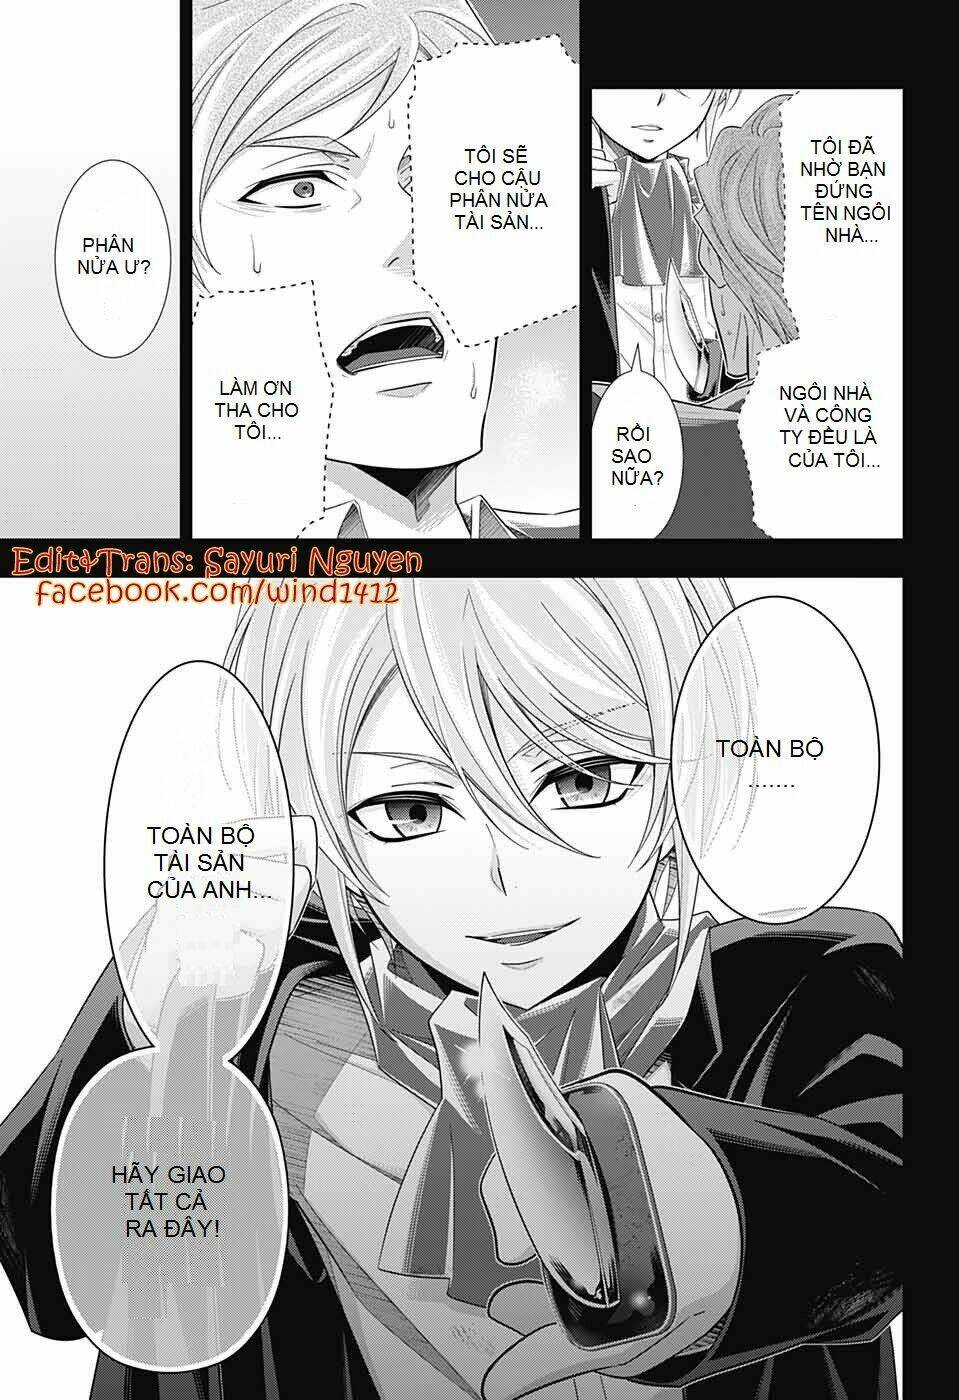 TÔI ĐÃ
NHỜ BẠN
ĐỨNG
TÊN NGÔI
NHÀ...
NGÔI NHÀ
VÀ CÔNG
TY ĐỀU LÀ
CỦA TÔI...
RỒI
SAO
NỮA?
TÔI SẼ
CHO CẬU
PHÂN NỬA
TÀI SẢN...
LÀM ƠN
THA CHO
TÔI...
PHÂN
NỬA Ư?
Edit&Trans: Sayuri Nguyen
facebook.com/wind1412
TOÀN BỘ
.......
TOÀN BỘ
TÀI SẢN
CỦA ANH...
HÃY GIAO
TẤT CẢ
RA ĐÂY!